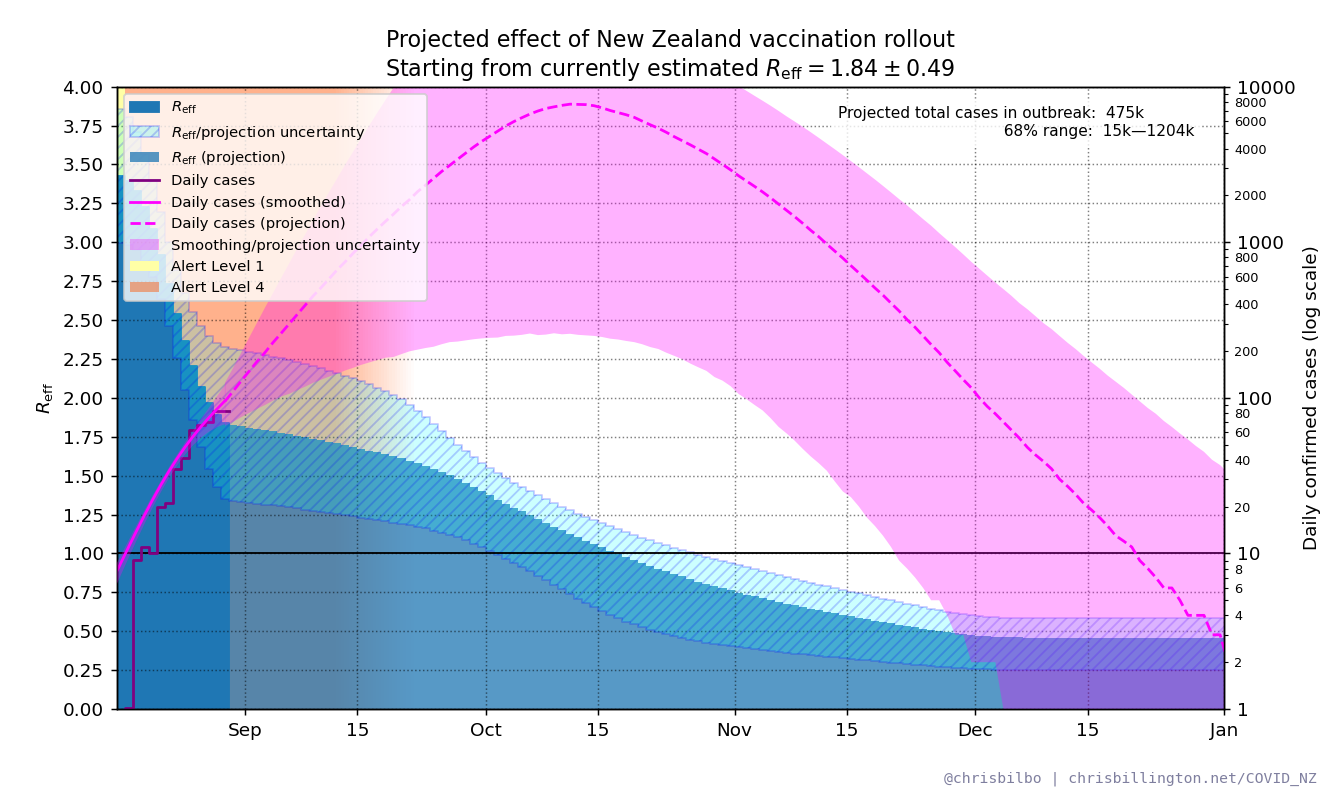 Projected effect of New Zealand vaccination rollout
Starting from currently estimated R_eff = 1.84 ± 0.49
Projected total cases in outbreak: 475k
68% range: 15k—1204k
R_eff
R_eff/projection uncertainty
R_eff (projection)
Daily cases
Daily cases (smoothed)
Daily cases (projection)
Smoothing/projection uncertainty
Alert Level 1
Alert Level 4
R_eff
4.00
3.75
3.50
3.25
3.00
2.75
2.50
2.25
2.00
1.75
1.50
1.25
1.00
0.75
0.50
0.25
0.00
10000
8000
6000
4000
2000
1000
800
600
400
200
100
80
60
40
20
10
8
6
4
2
1
Daily confirmed cases (log scale)
Sep 15 Oct 15 Nov 15 Dec 15 Jan
@chrisbilbo | chrisbillington.net/COVID_NZ